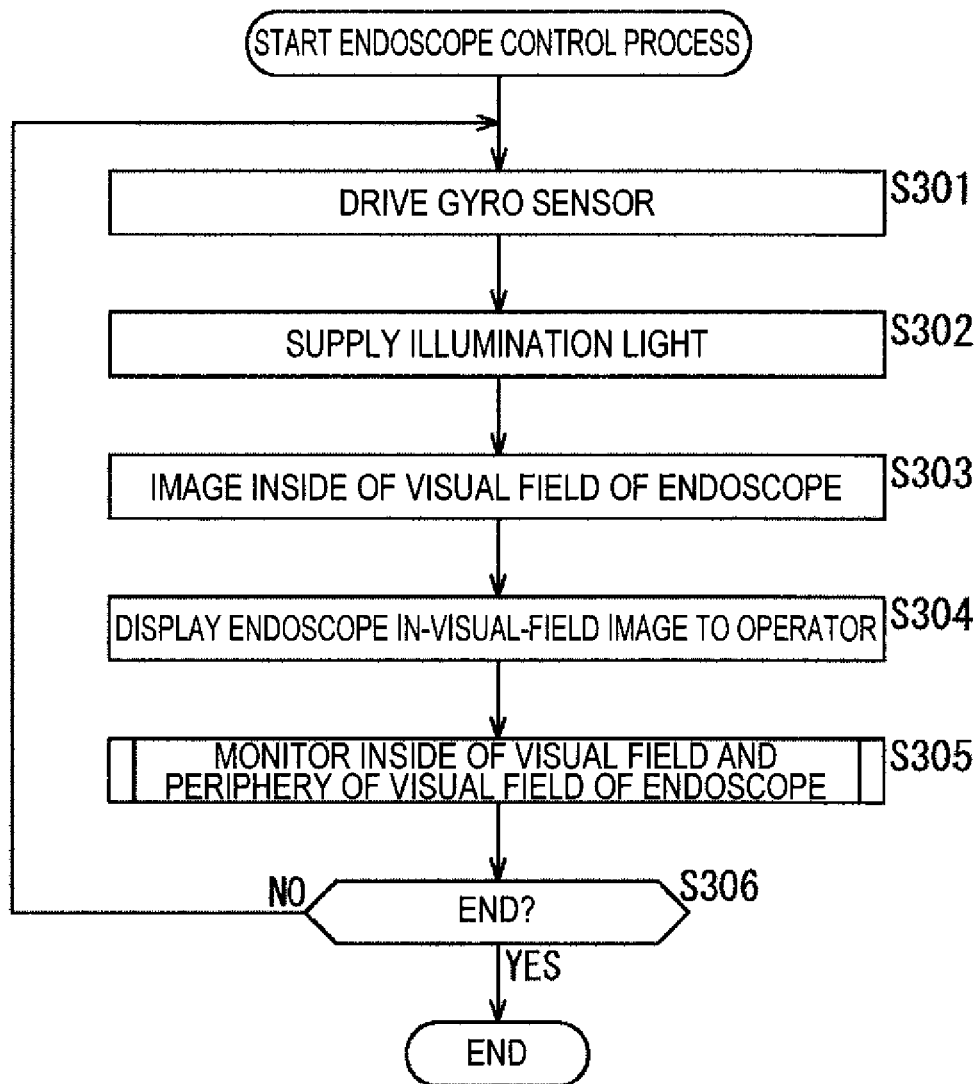 START ENDOSCOPE CONTROL PROCESS
DRIVE GYRO SENSOR
S301
SUPPLY ILLUMINATION LIGHT
S302
IMAGE INSIDE OF VISUAL FIELD OF ENDOSCOPE
S303
DISPLAY ENDOSCOPE IN-VISUAL-FIELD IMAGE TO OPERATOR
S304
MONITOR INSIDE OF VISUAL FIELD AND
PERIPHERY OF VISUAL FIELD OF ENDOSCOPE
S305
NO
END?
S306
YES
END